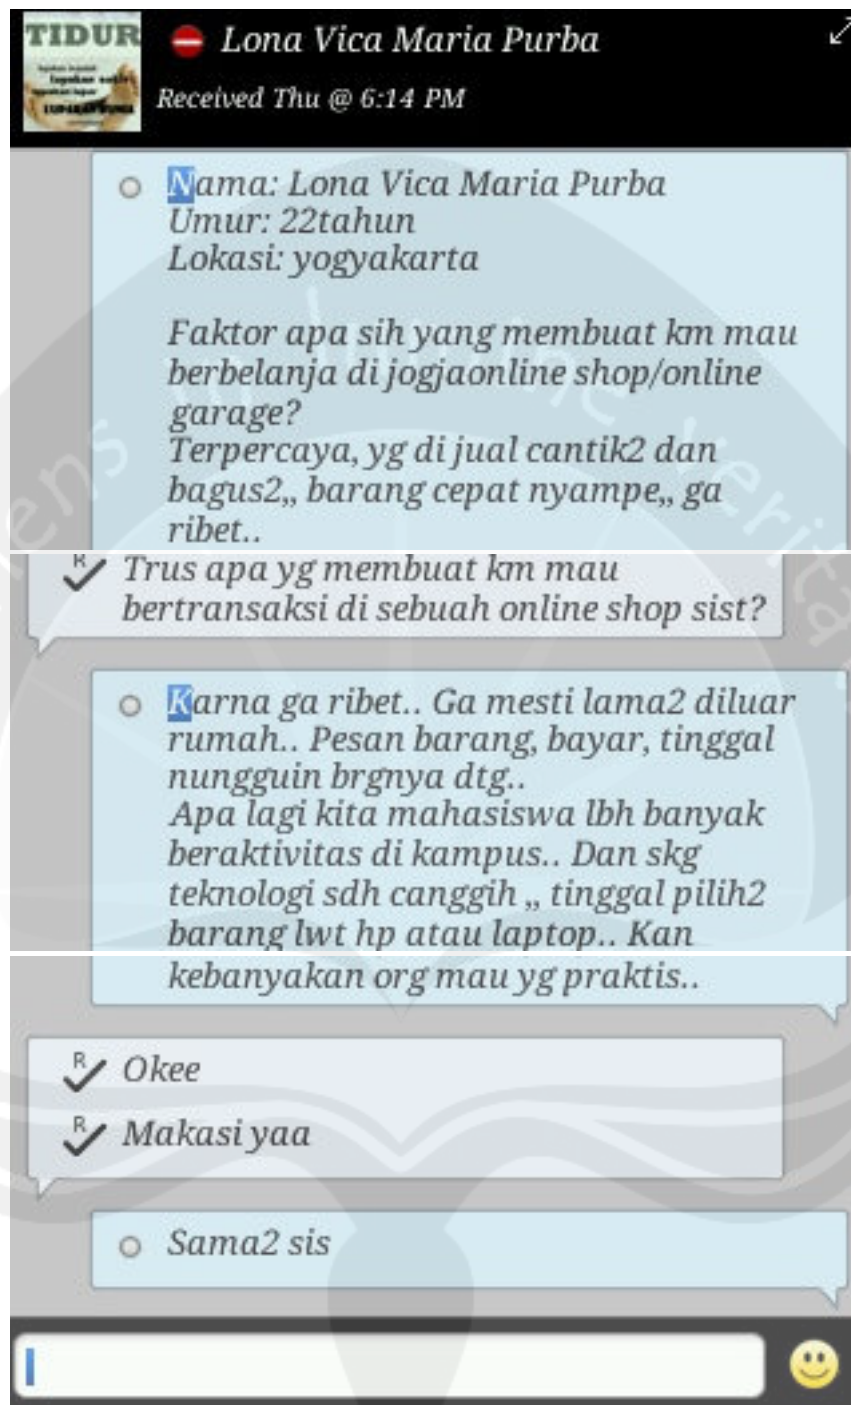 TIDUR
Lona Vica Maria Purba
Received Thu @ 6:14 PM
Nama: Lona Vica Maria Purba
Umur: 22tahun
Lokasi: yogyakarta
Faktor apa sih yang membuat km mau
berbelanja di jogjaonline shop/online
garage?
Terpercaya, yg di jual cantik2 dan
bagus2,, barang cepat nyampe,, ga
ribet..
R Trus apa yg membuat km mau
bertransaksi di sebuah online shop sist?
Karna ga ribet.. Ga mesti lama2 diluar
rumah.. Pesan barang, bayar, tinggal
nungguin brgnya dtg..
Apa lagi kita mahasiswa lbh banyak
beraktivitas di kampus.. Dan skg
teknologi sdh canggih ,, tinggal pilih2
barang lwt hp atau laptop.. Kan
kebanyakan org mau yg praktis..
R Okee
R Makasi yaa
Sama2 sis
ens in lumine verita